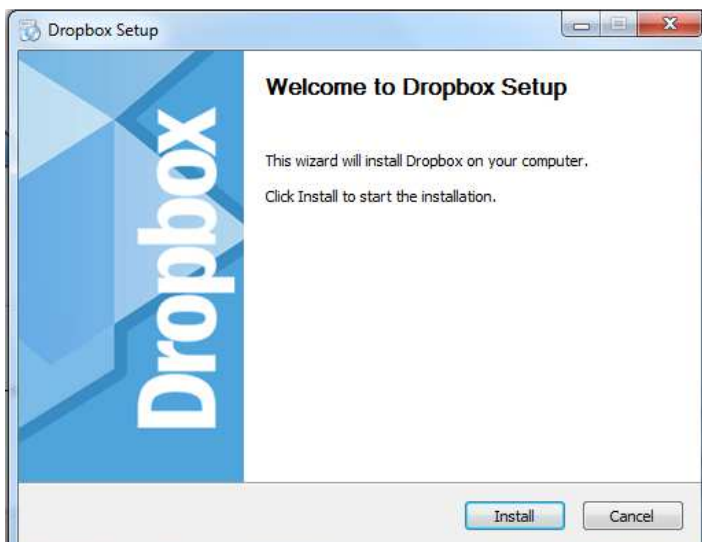 Dropbox Setup
Dropbox
Welcome to Dropbox Setup
This wizard will install Dropbox on your computer.
Click Install to start the installation.
Install
Cancel